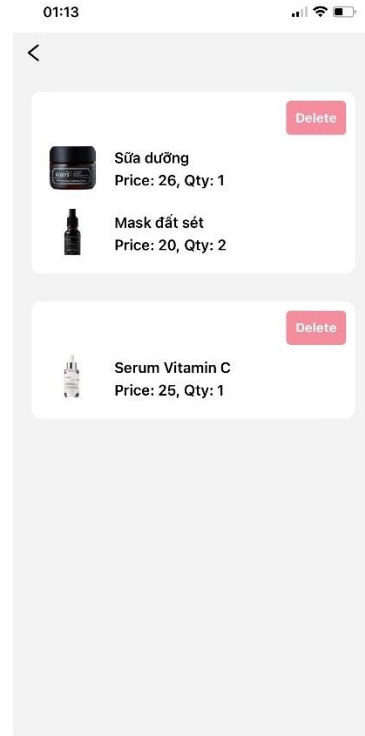 01:13
Delete
Sữa dưỡng
Price: 26, Qty: 1
Mask đất sét
Price: 20, Qty: 2
Delete
Serum Vitamin C
Price: 25, Qty: 1